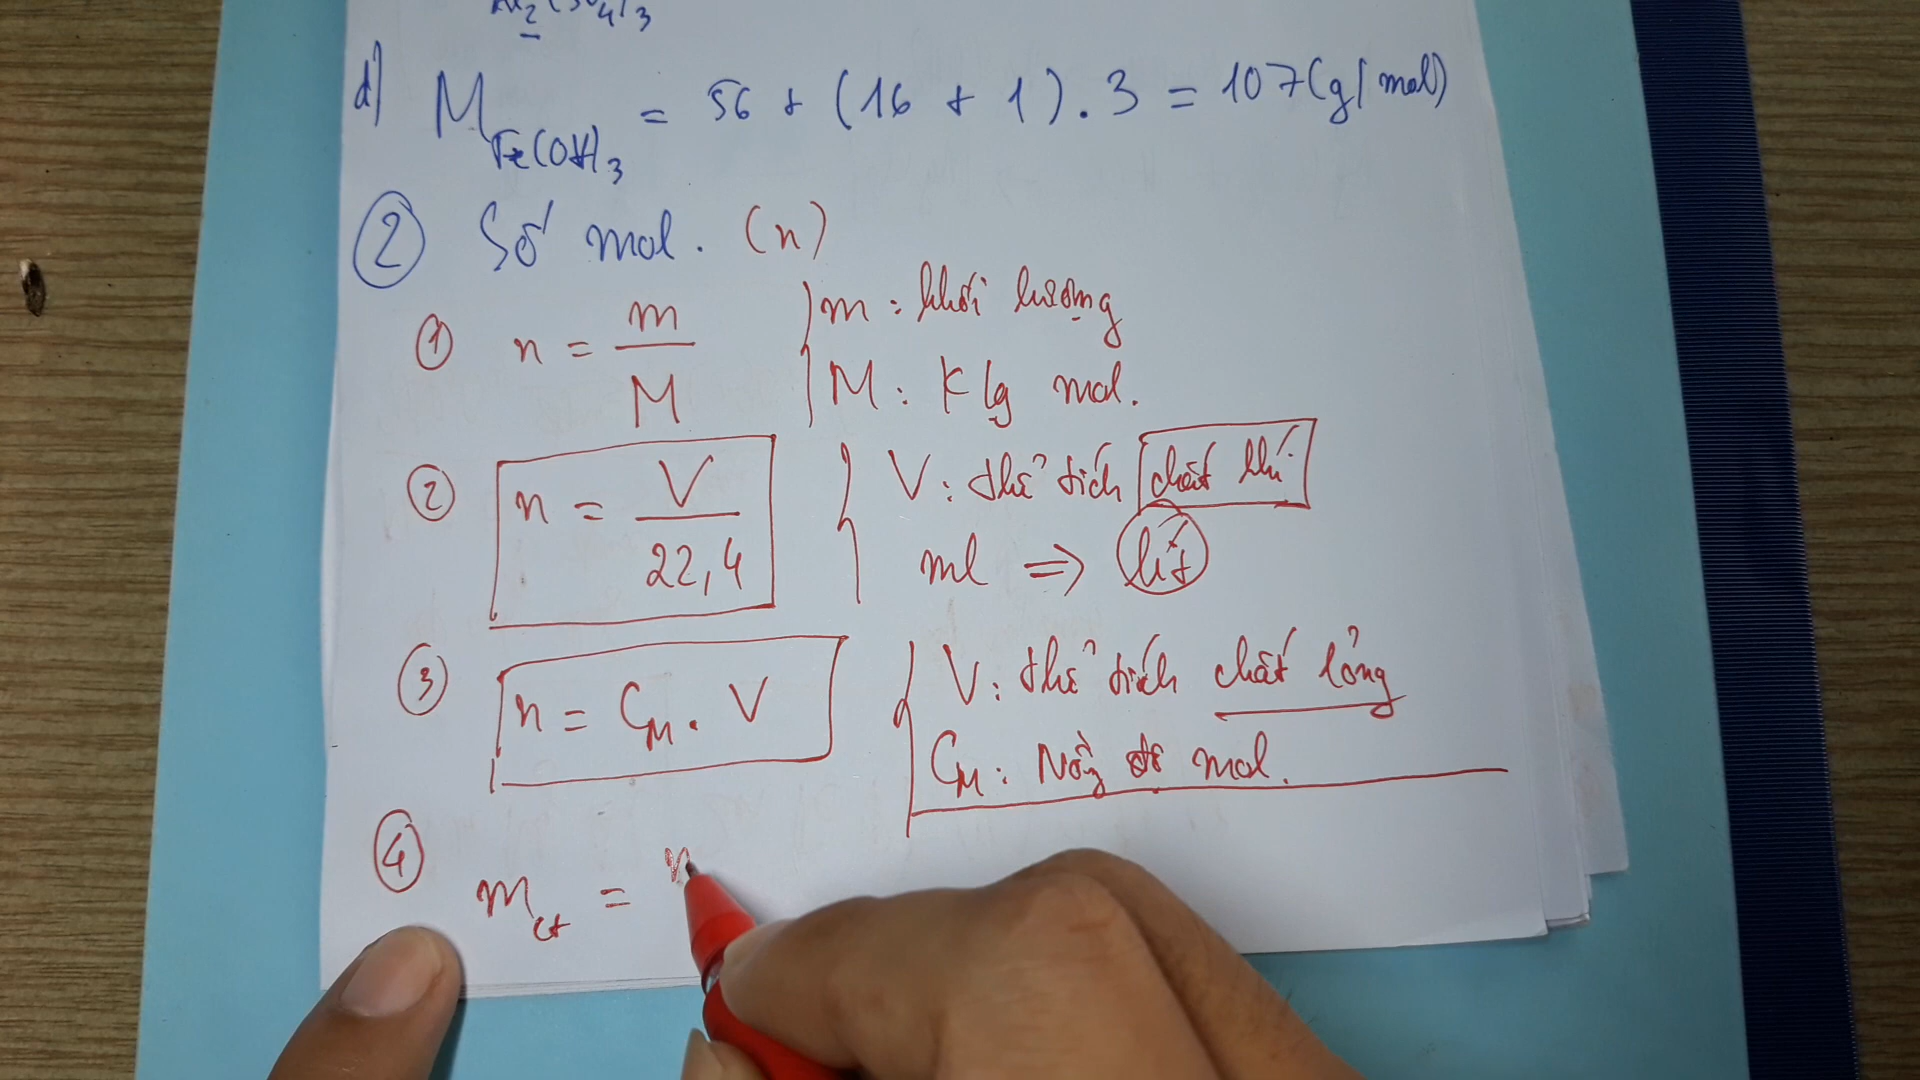 d) M Fe(OH)3 = 56 + (16 + 1) . 3 = 107(g/mol)
② Số mol. (n)
① n = m / M
m : khối lượng
M : Klg mol.
② n = V / 22,4
V : thể tích chất khí
ml => lít
③ n = CM . V
V : thể tích chất lỏng
CM : Nồng độ mol.
④ mct =